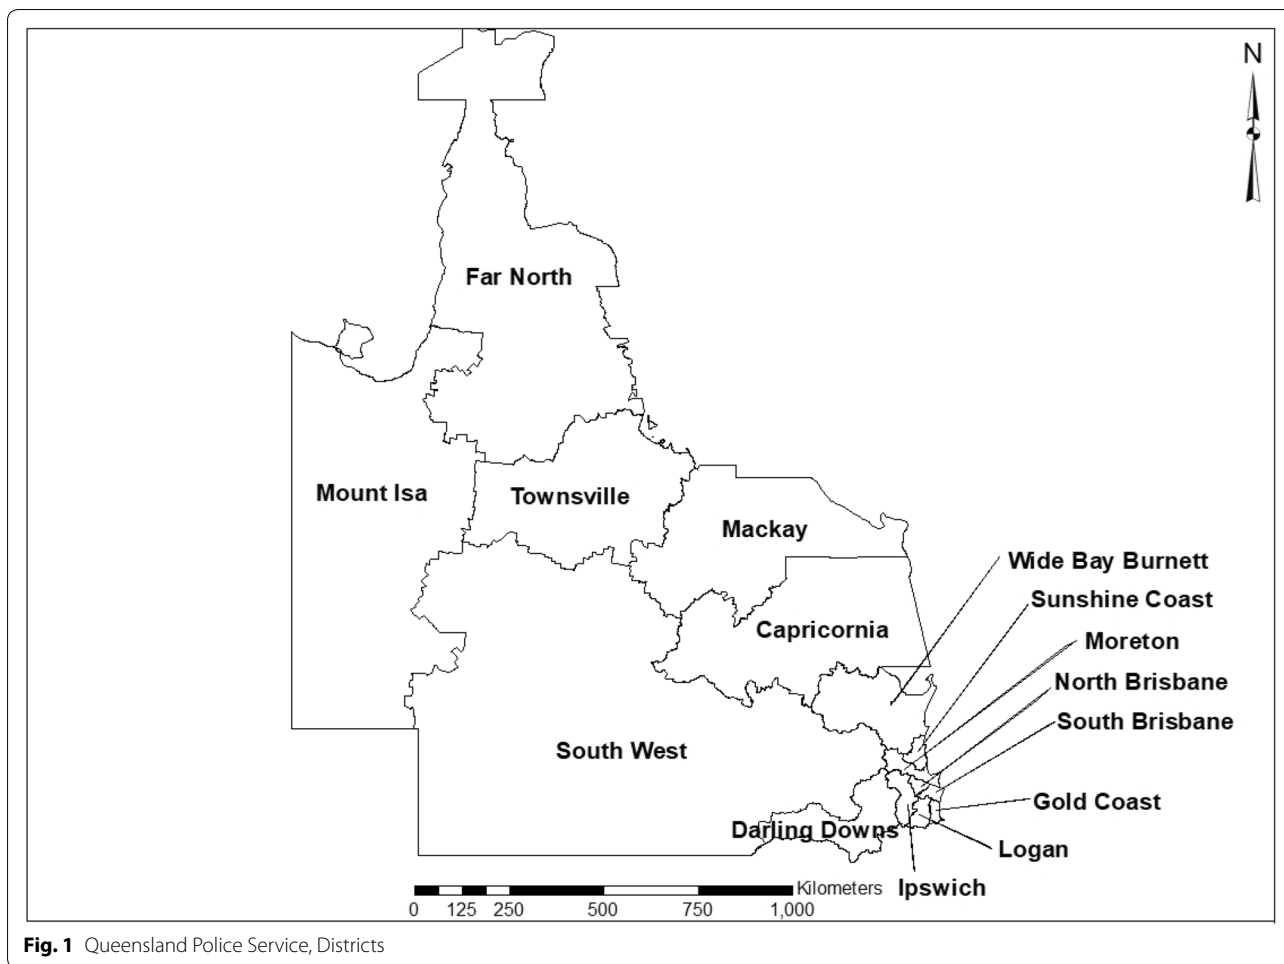 N
Far North
Mount Isa
Townsville
Mackay
Wide Bay Burnett
Sunshine Coast
Capricornia
Moreton
North Brisbane
South Brisbane
South West
Gold Coast
Darling Downs
Logan
Ipswich
Kilometers
0 125 250 500 750 1,000
Fig. 1 Queensland Police Service, Districts